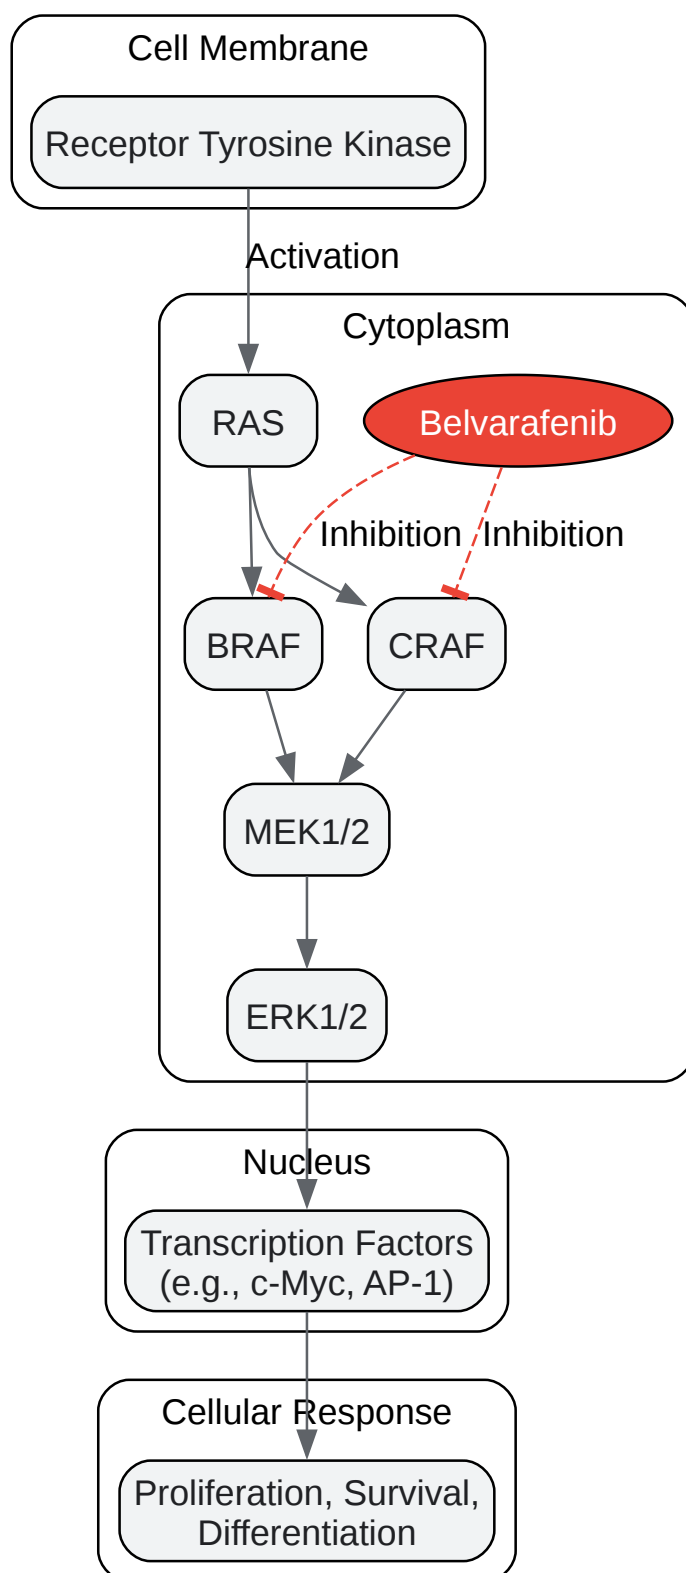 Cell Membrane
Receptor Tyrosine Kinase
Activation
Cytoplasm
RAS
Belvarafenib
Inhibition
Inhibition
BRAF
CRAF
MEK1/2
ERK1/2
Nucleus
Transcription Factors
(e.g., c-Myc, AP-1)
Cellular Response
Proliferation, Survival,
Differentiation